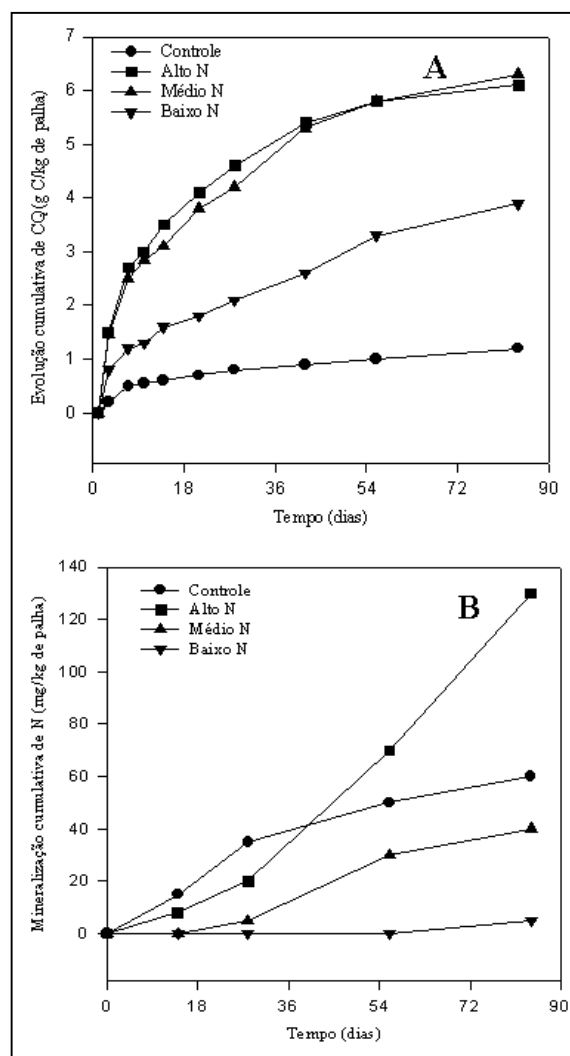 A
Controle
Alto N
Médio N
Baixo N
Evolução cumulativa de CQ (g C/kg de palha)
7
6
5
4
3
2
1
0
0 18 36 54 72 90
Tempo (dias)
B
Controle
Alto N
Médio N
Baixo N
Mineralização cumulativa de N (mg/kg de palha)
140
120
100
80
60
40
20
0
0 18 36 54 72 90
Tempo (dias)